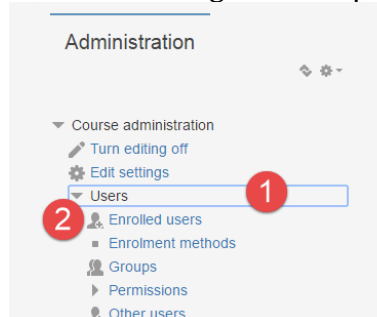 Administration
Course administration
Turn editing off
Edit settings
Users
1
2
Enrolled users
Enrolment methods
Groups
Permissions
Other users